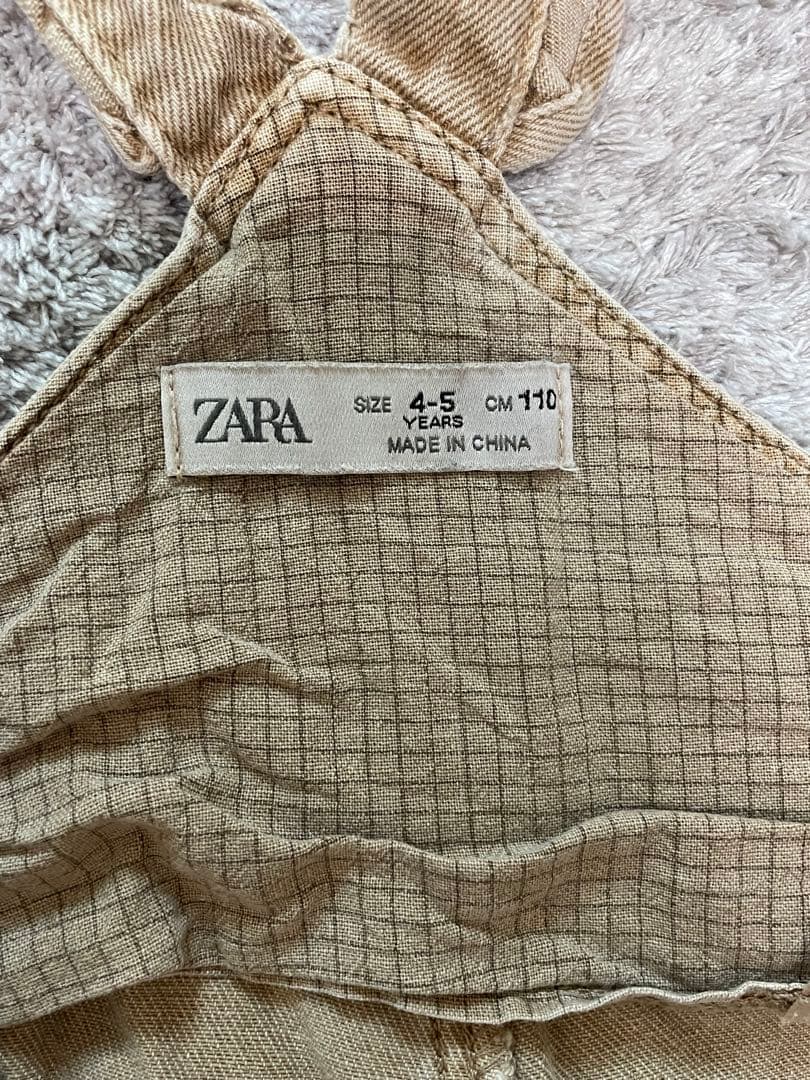 ZARA
SIZE 4-5 CM 110
YEARS
MADE IN CHINA